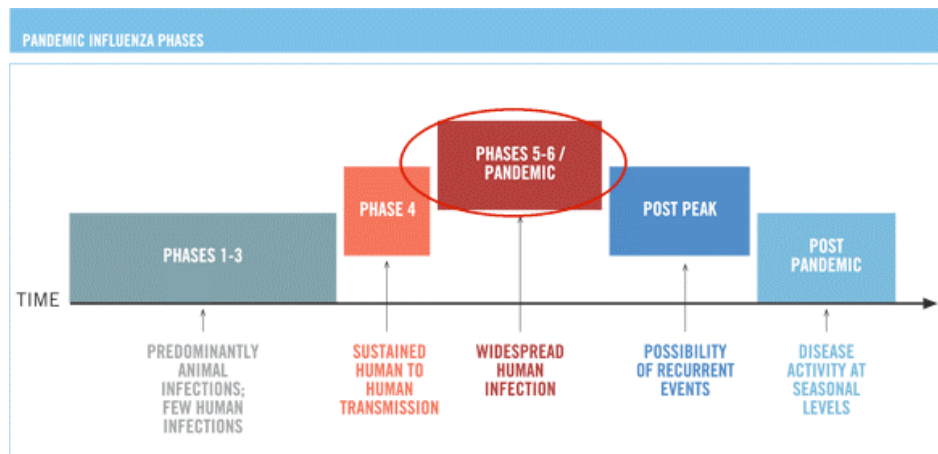 PANDEMIC INFLUENZA PHASES
PHASES 5-6 /
PANDEMIC
PHASE 4
POST PEAK
PHASES 1-3
POST
PANDEMIC
TIME
PREDOMINANTLY
ANIMAL
INFECTIONS;
FEW HUMAN
INFECTIONS
SUSTAINED
HUMAN TO
HUMAN
TRANSMISSION
WIDESPREAD
HUMAN
INFECTION
POSSIBILITY
OF RECURRENT
EVENTS
DISEASE
ACTIVITY AT
SEASONAL
LEVELS